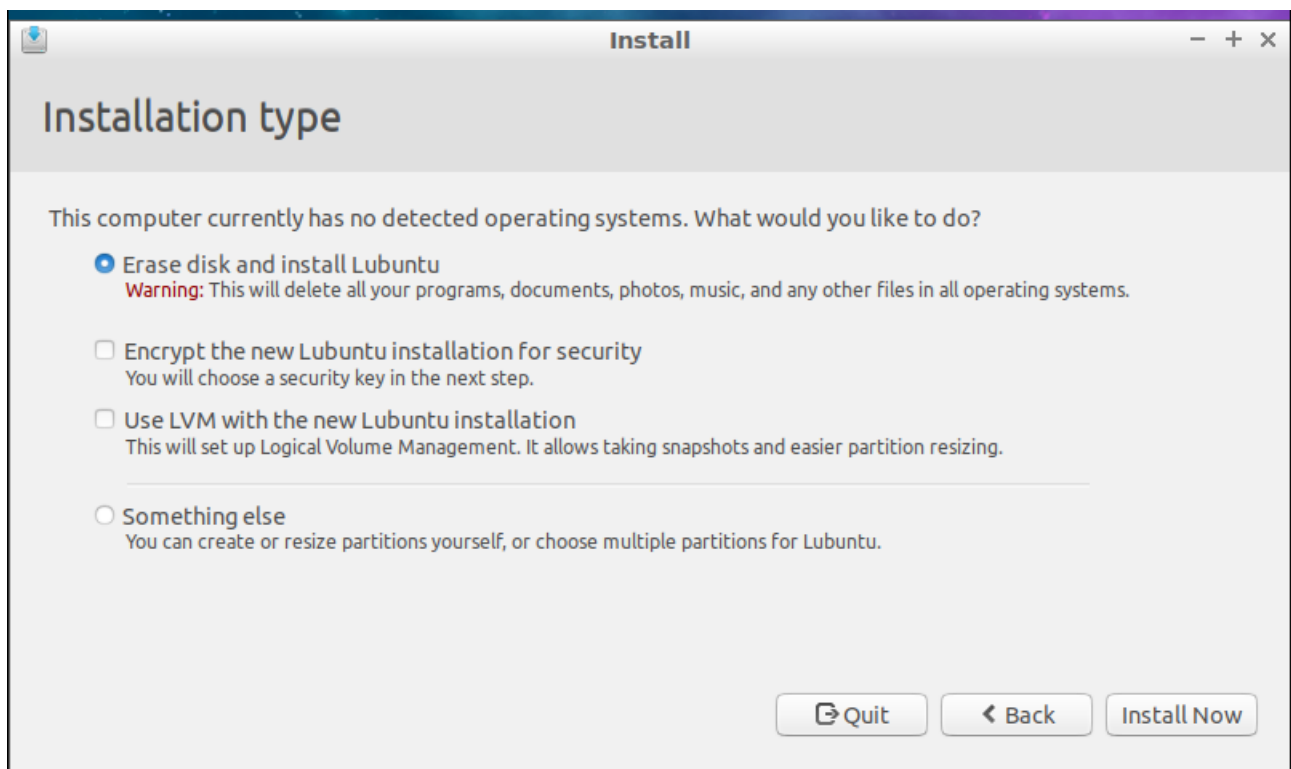 Install
Installation type
This computer currently has no detected operating systems. What would you like to do?
Erase disk and install Lubuntu
Warning: This will delete all your programs, documents, photos, music, and any other files in all operating systems.
Encrypt the new Lubuntu installation for security
You will choose a security key in the next step.
Use LVM with the new Lubuntu installation
This will set up Logical Volume Management. It allows taking snapshots and easier partition resizing.
Something else
You can create or resize partitions yourself, or choose multiple partitions for Lubuntu.
Quit Back Install Now